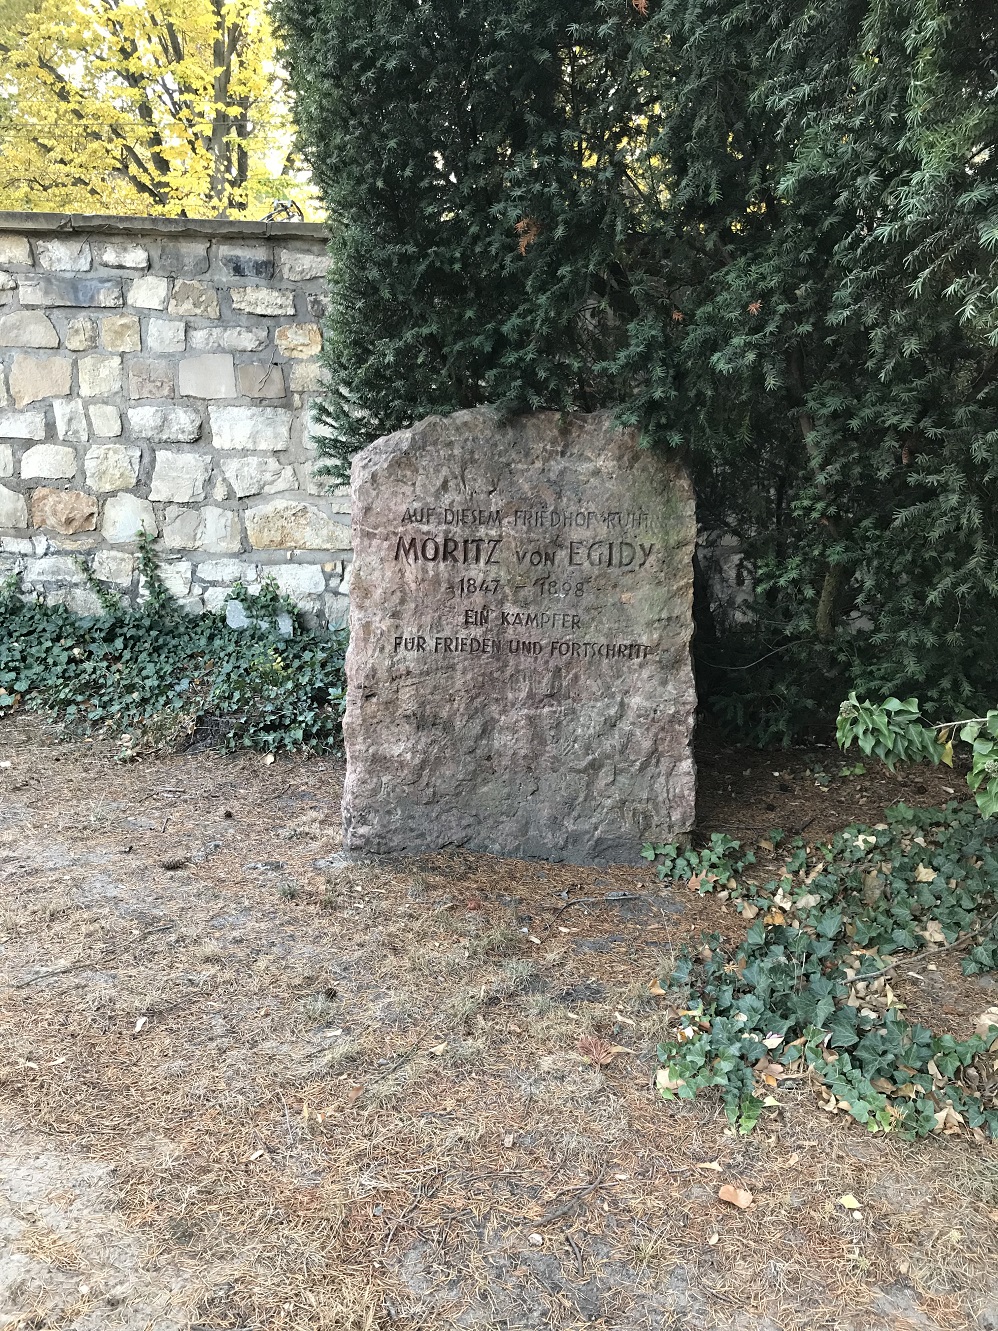 AUF DIESEM FRIEDHOF RUHT
MORITZ VON EGIDY
1847 - 1898
EIN KÄMPFER
FÜR FRIEDEN UND FORTSCHRITT